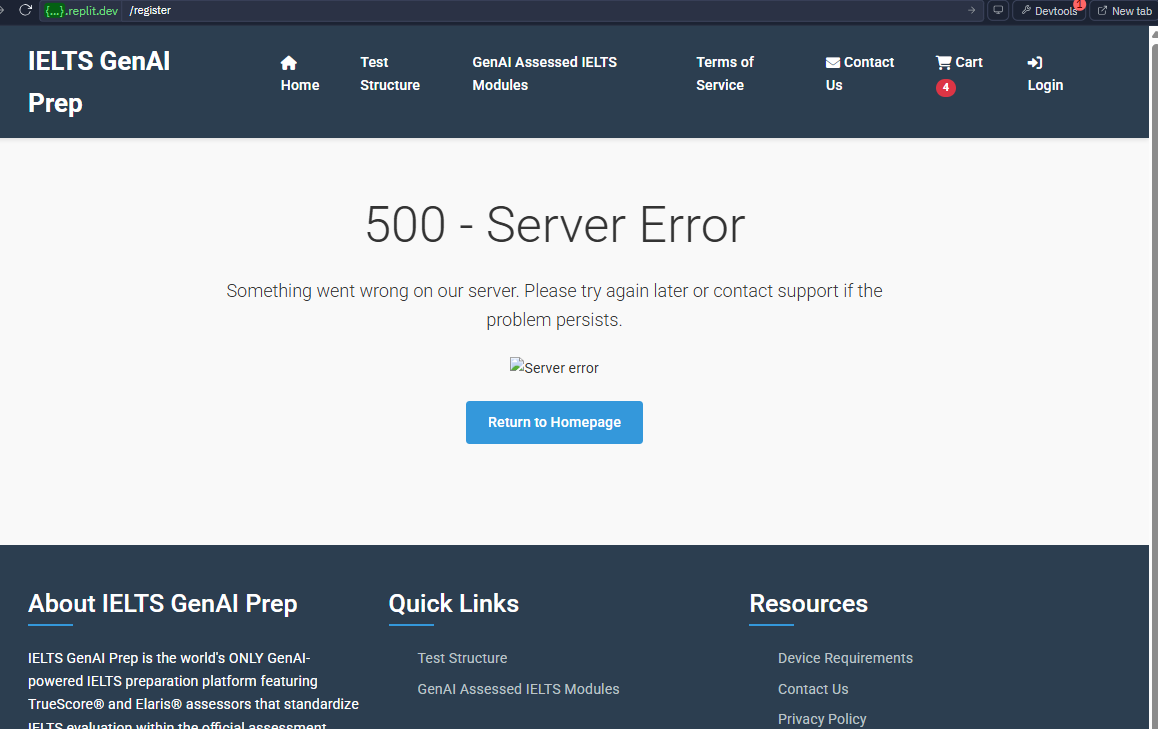 {...}.replit.dev /register
Devtools 1
New tab
IELTS GenAI
Prep
Home
Test
Structure
GenAI Assessed IELTS
Modules
Terms of
Service
Contact
Us
Cart
4
Login
500 - Server Error
Something went wrong on our server. Please try again later or contact support if the
problem persists.
Server error
Return to Homepage
About IELTS GenAI Prep
IELTS GenAI Prep is the world's ONLY GenAI-
powered IELTS preparation platform featuring
TrueScore® and Elaris® assessors that standardize
IELTS evaluation within the official assessment
Quick Links
Test Structure
GenAI Assessed IELTS Modules
Resources
Device Requirements
Contact Us
Privacy Policy